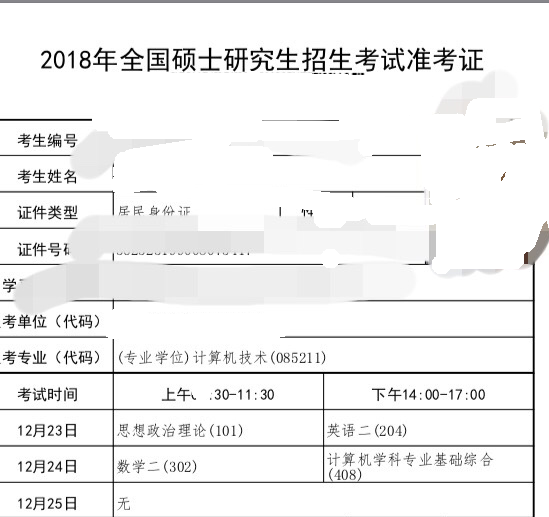 2018年全国硕士研究生招生考试准考证
考生编号
考生姓名
证件类型 居民身份证
证件号码
学
考单位（代码）
考专业（代码） (专业学位)计算机技术(085211)
考试时间 上午 :30-11:30 下午14:00-17:00
12月23日 思想政治理论(101) 英语二(204)
12月24日 数学二(302) 计算机学科专业基础综合
(408)
12月25日 无